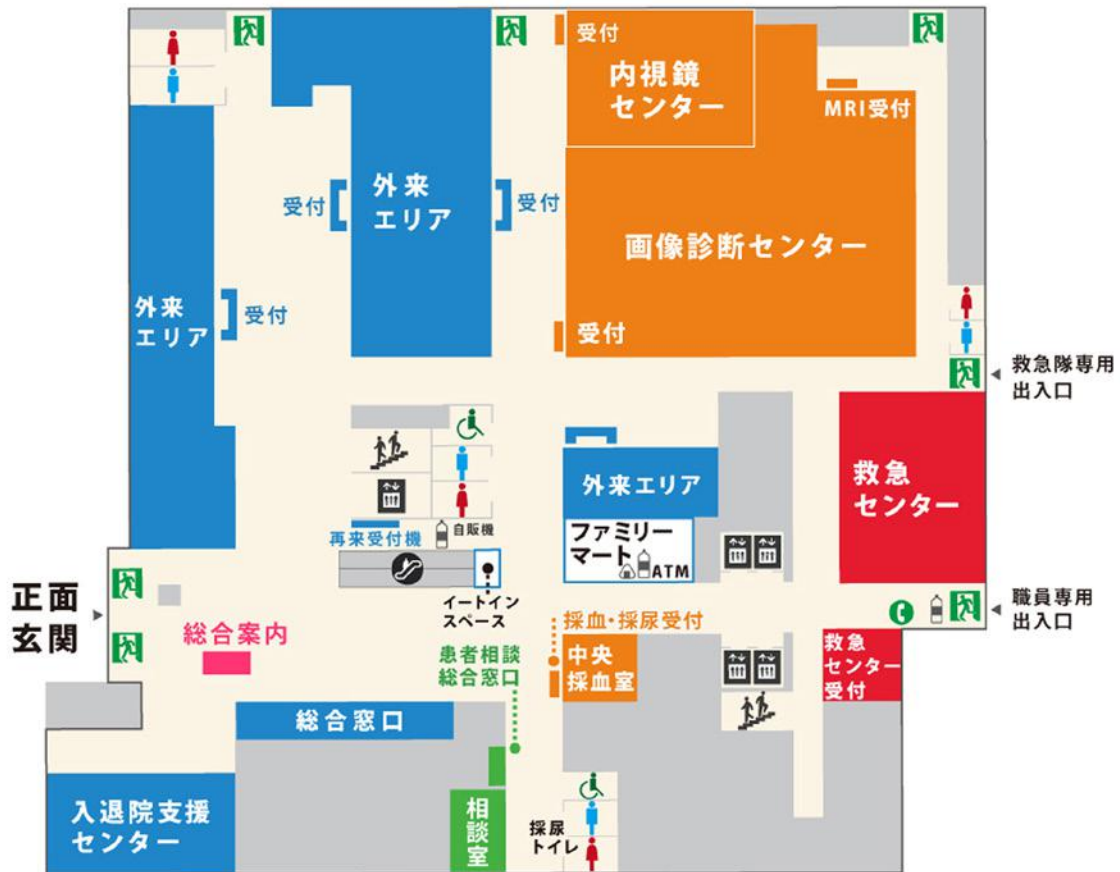 受付
内視鏡
センター
MRI受付
外来
エリア
受付
受付
画像診断センター
外来
エリア
受付
受付
救急隊専用
出入口
外来エリア
救急
センター
再来受付機
自販機
ファミリー
マート
ATM
イートイン
スペース
正面
玄関
職員専用
出入口
総合案内
採血・採尿受付
患者相談
総合窓口
中央
採血室
救急
センター
受付
総合窓口
入退院支援
センター
相談室
採尿
トイレ